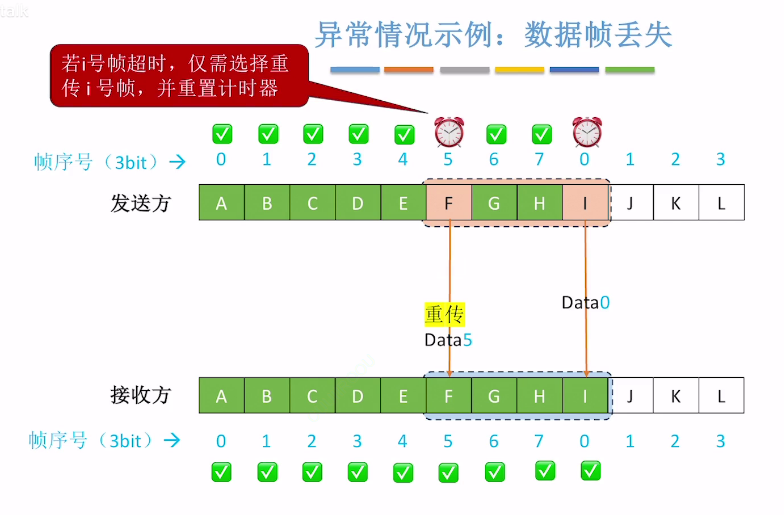 talk
异常情况示例：数据帧丢失
若i号帧超时，仅需选择重
传 i 号帧，并重置计时器
帧序号（3bit）→ 0 1 2 3 4 5 6 7 0 1 2 3
发送方 A B C D E F G H I J K L
Data0
重传
Data5
接收方 A B C D E F G H I J K L
帧序号（3bit）→ 0 1 2 3 4 5 6 7 0 1 2 3